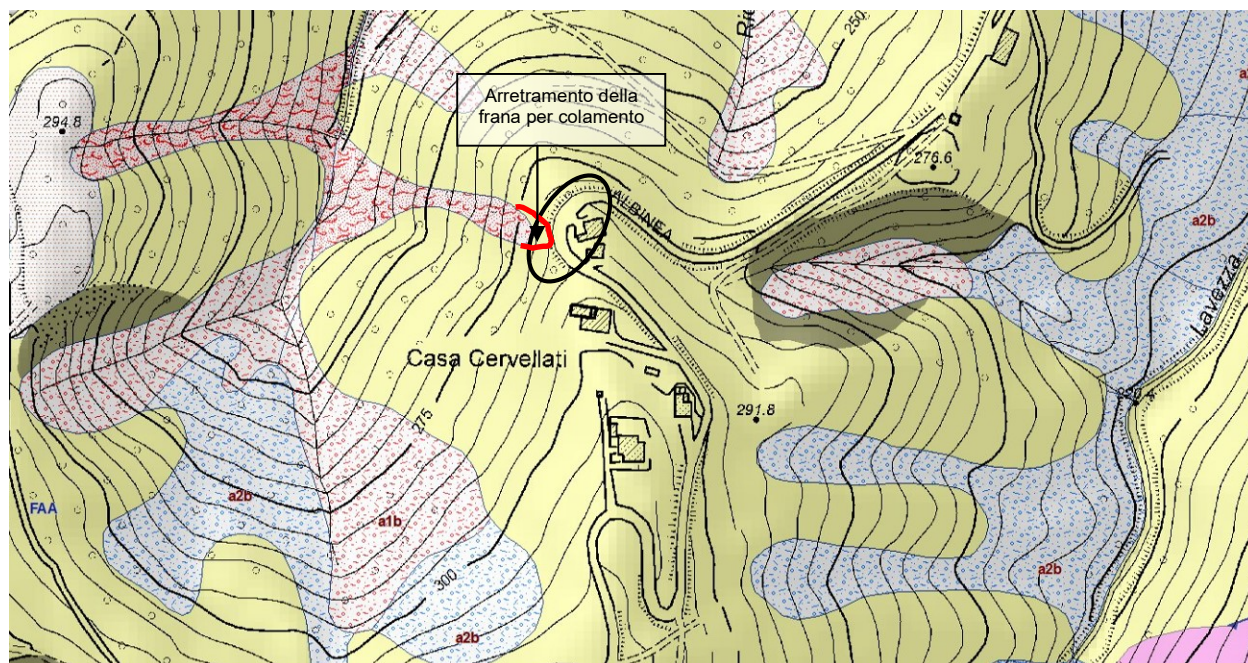 250
Ri
294.8
Arretramento della
frana per colamento
276.6
ALBINEA
a2b
Lavezza
Casa Cervellati
291.8
275
a2b
FAA
a1b
300
a2b
a2b